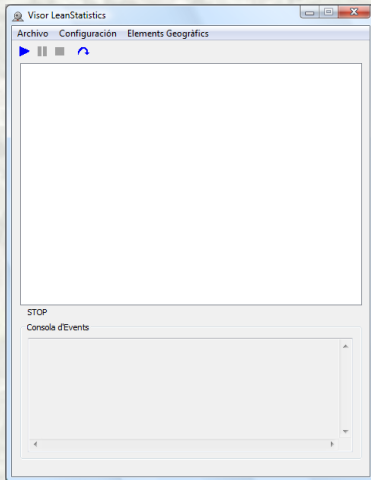 Visor LeanStatistics
Archivo Configuración Elements Geogràfics
STOP
Consola d'Events